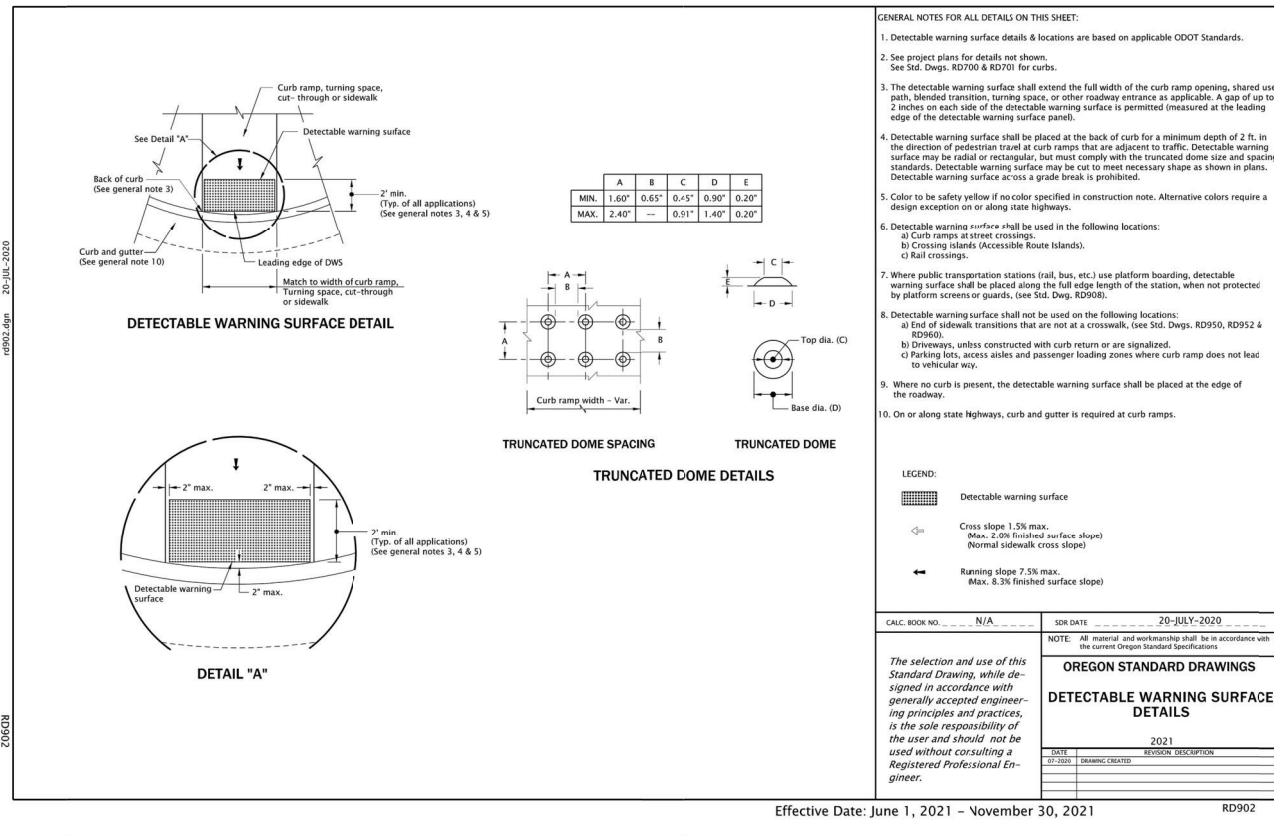 rd902.dgn 20-JUL-2020
RD902
Curb ramp, turning space,
cut- through or sidewalk
Detectable warning surface
See Detail "A"
Back of curb
(See general note 3)
2' min.
(Typ. of all applications)
(See general notes 3, 4 & 5)
Curb and gutter
(See general note 10)
Leading edge of DWS
Match to width of curb ramp,
Turning space, cut-through
or sidewalk
DETECTABLE WARNING SURFACE DETAIL
A B C D E
MIN. 1.60" 0.65" 0.45" 0.90" 0.20"
MAX. 2.40" -- 0.91" 1.40" 0.20"
A
B
A
B
Curb ramp width - Var.
TRUNCATED DOME SPACING
C
E
D
Top dia. (C)
Base dia. (D)
TRUNCATED DOME
TRUNCATED DOME DETAILS
2" max.
2" max.
2' min.
(Typ. of all applications)
(See general notes 3, 4 & 5)
Detectable warning
surface
2" max.
DETAIL "A"
GENERAL NOTES FOR ALL DETAILS ON THIS SHEET:
1. Detectable warning surface details & locations are based on applicable ODOT Standards.
2. See project plans for details not shown.
See Std. Dwgs. RD700 & RD701 for curbs.
3. The detectable warning surface shall extend the full width of the curb ramp opening, shared use
path, blended transition, turning space, or other roadway entrance as applicable. A gap of up to
2 inches on each side of the detectable warning surface is permitted (measured at the leading
edge of the detectable warning surface panel).
4. Detectable warning surface shall be placed at the back of curb for a minimum depth of 2 ft. in
the direction of pedestrian travel at curb ramps that are adjacent to traffic. Detectable warning
surface may be radial or rectangular, but must comply with the truncated dome size and spacing
standards. Detectable warning surface may be cut to meet necessary shape as shown in plans.
Detectable warning surface across a grade break is prohibited.
5. Color to be safety yellow if no color specified in construction note. Alternative colors require a
design exception on or along state highways.
6. Detectable warning surface shall be used in the following locations:
a) Curb ramps at street crossings.
b) Crossing islands (Accessible Route Islands).
c) Rail crossings.
7. Where public transportation stations (rail, bus, etc.) use platform boarding, detectable
warning surface shall be placed along the full edge length of the station, when not protected
by platform screens or guards, (see Std. Dwg. RD908).
8. Detectable warning surface shall not be used on the following locations:
a) End of sidewalk transitions that are not at a crosswalk, (see Std. Dwgs. RD950, RD952 &
RD960).
b) Driveways, unless constructed with curb return or are signalized.
c) Parking lots, access aisles and passenger loading zones where curb ramp does not lead
to vehicular way.
9. Where no curb is present, the detectable warning surface shall be placed at the edge of
the roadway.
10. On or along state highways, curb and gutter is required at curb ramps.
LEGEND:
Detectable warning surface
Cross slope 1.5% max.
(Max. 2.0% finished surface slope)
(Normal sidewalk cross slope)
Running slope 7.5% max.
(Max. 8.3% finished surface slope)
CALC. BOOK NO. N/A
SDR DATE 20-JULY-2020
NOTE: All material and workmanship shall be in accordance with
the current Oregon Standard Specifications
The selection and use of this
Standard Drawing, while de-
signed in accordance with
generally accepted engineer-
ing principles and practices,
is the sole responsibility of
the user and should not be
used without consulting a
Registered Professional En-
gineer.
OREGON STANDARD DRAWINGS
DETECTABLE WARNING SURFACE
DETAILS
2021
DATE REVISION DESCRIPTION
07-2020 DRAWING CREATED
Effective Date: June 1, 2021 - November 30, 2021
RD902